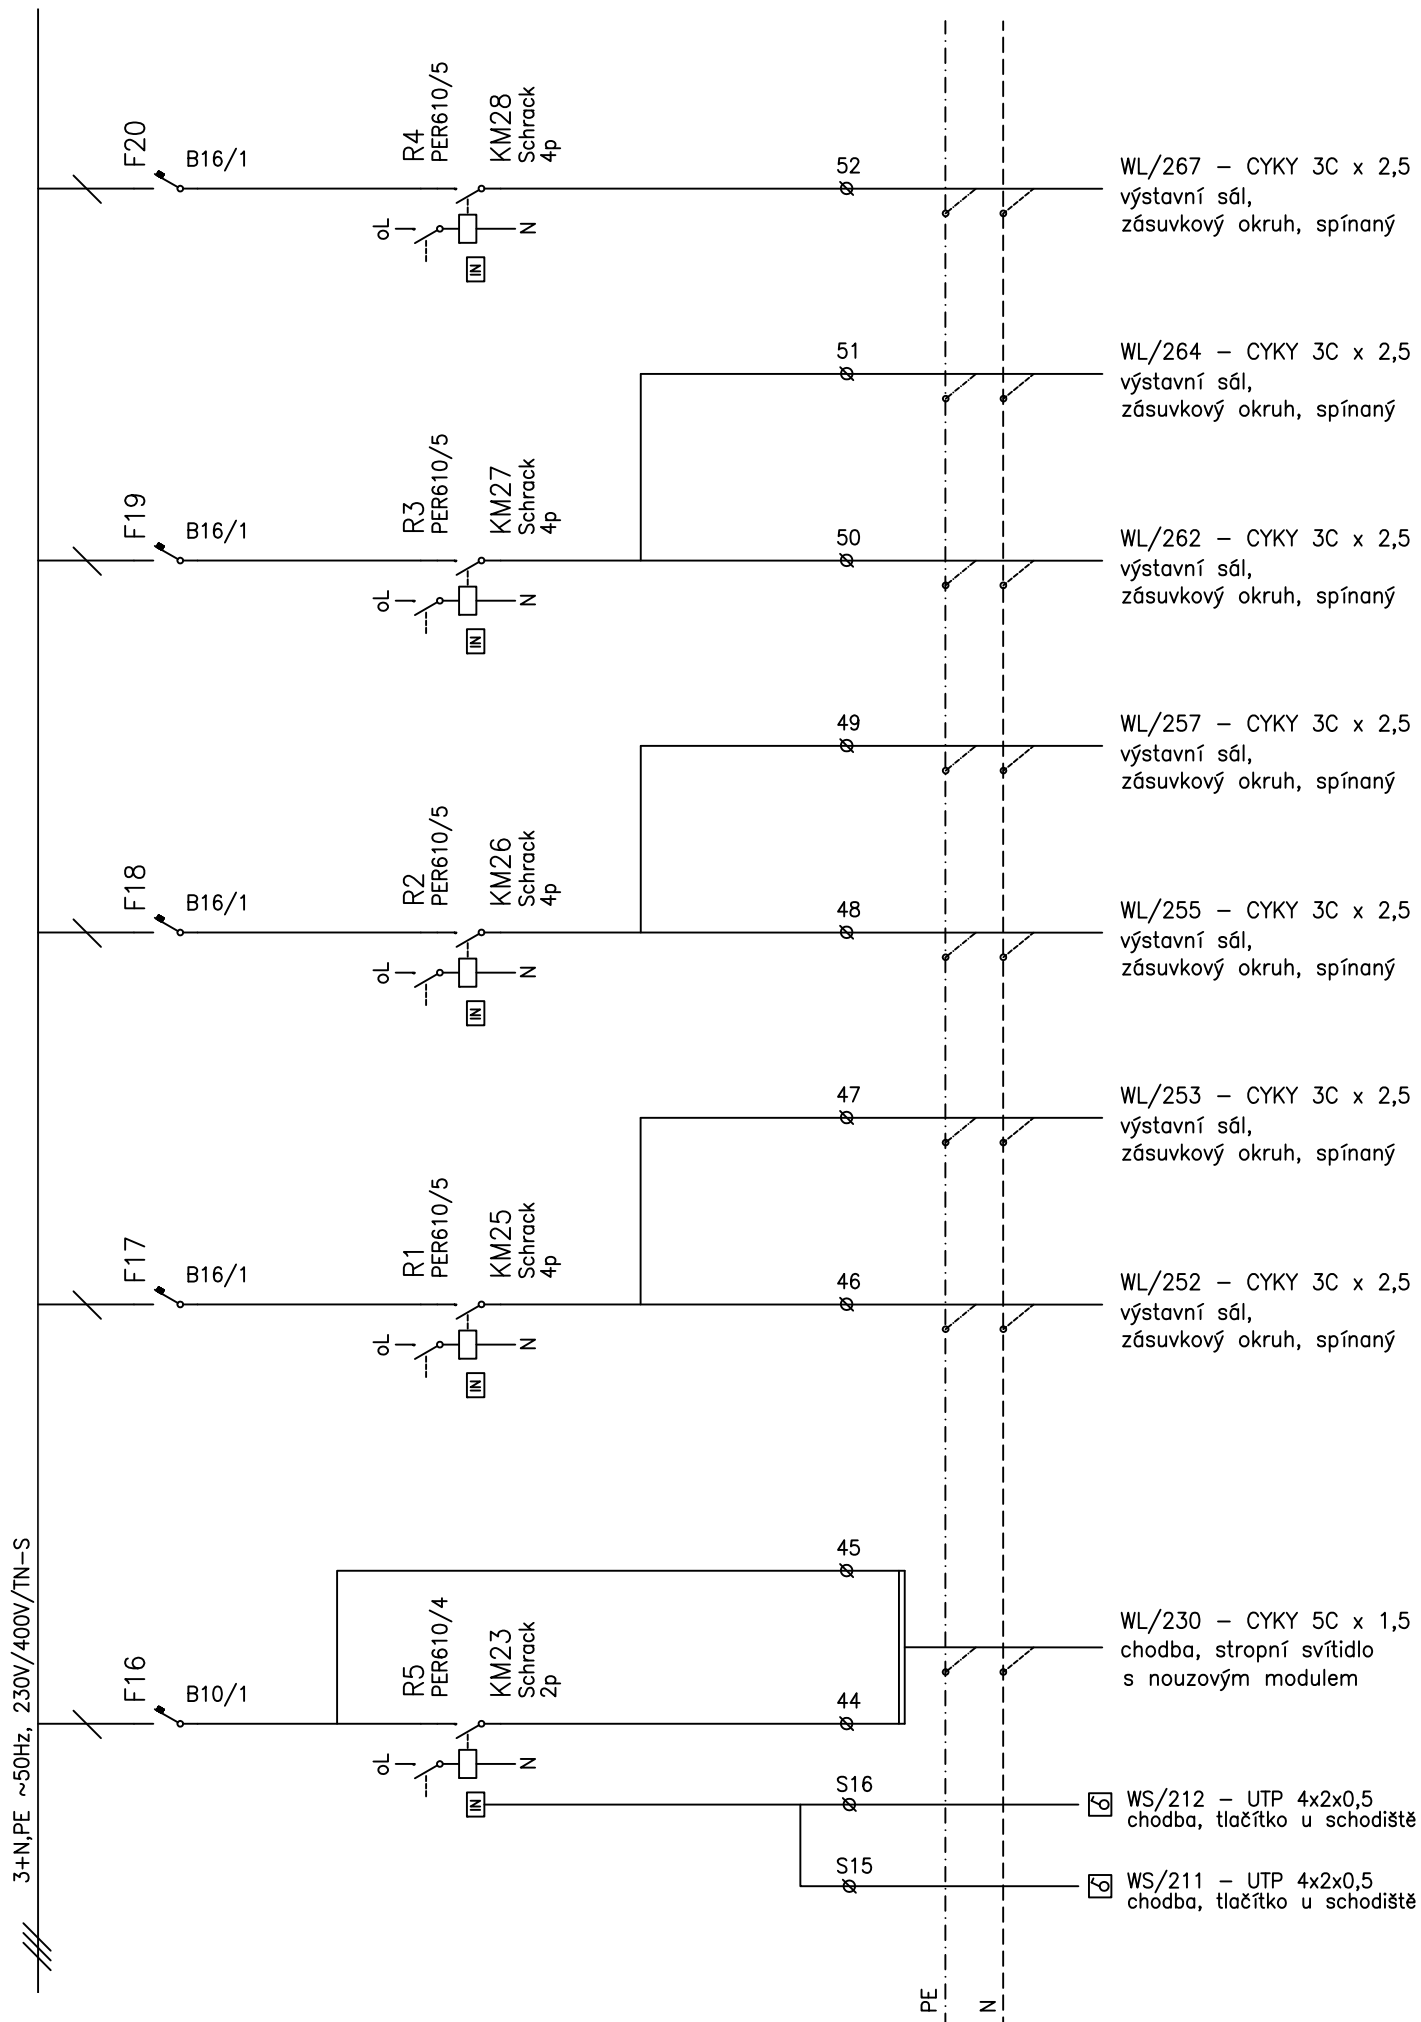 F20
B16/1
R4
PER610/5
KM28
Schrack
4p
oL
N
IN
52
WL/267 – CYKY 3C x 2,5
výstavní sál,
zásuvkový okruh, spínaný
51
WL/264 – CYKY 3C x 2,5
výstavní sál,
zásuvkový okruh, spínaný
F19
B16/1
R3
PER610/5
KM27
Schrack
4p
oL
N
IN
50
WL/262 – CYKY 3C x 2,5
výstavní sál,
zásuvkový okruh, spínaný
49
WL/257 – CYKY 3C x 2,5
výstavní sál,
zásuvkový okruh, spínaný
F18
B16/1
R2
PER610/5
KM26
Schrack
4p
oL
N
IN
48
WL/255 – CYKY 3C x 2,5
výstavní sál,
zásuvkový okruh, spínaný
47
WL/253 – CYKY 3C x 2,5
výstavní sál,
zásuvkový okruh, spínaný
F17
B16/1
R1
PER610/5
KM25
Schrack
4p
oL
N
IN
46
WL/252 – CYKY 3C x 2,5
výstavní sál,
zásuvkový okruh, spínaný
3+N,PE ~50Hz, 230V/400V/TN–S
45
F16
B10/1
R5
PER610/4
KM23
Schrack
2p
oL
N
IN
44
WL/230 – CYKY 5C x 1,5
chodba, stropní svítidlo
s nouzovým modulem
S16
WS/212 – UTP 4x2x0,5
chodba, tlačítko u schodiště
S15
WS/211 – UTP 4x2x0,5
chodba, tlačítko u schodiště
PE
N